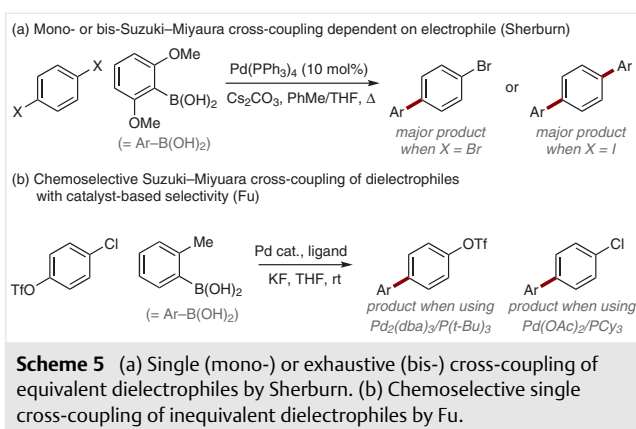 (a) Mono- or bis-Suzuki–Miyaura cross-coupling dependent on electrophile (Sherburn)
X
X
OMe
B(OH)2
OMe
(= Ar–B(OH)2)
Pd(PPh3)4 (10 mol%)
Cs2CO3, PhMe/THF, Δ
Br
Ar
major product
when X = Br
or
Ar
Ar
major product
when X = I
(b) Chemoselective Suzuki–Miyaura cross-coupling of dielectrophiles
with catalyst-based selectivity (Fu)
Cl
TfO
Me
B(OH)2
(= Ar–B(OH)2)
Pd cat., ligand
KF, THF, rt
OTf
Ar
product when using
Pd2(dba)3/P(t-Bu)3
Cl
Ar
product when using
Pd(OAc)2/PCy3
Scheme 5 (a) Single (mono-) or exhaustive (bis-) cross-coupling of
equivalent dielectrophiles by Sherburn. (b) Chemoselective single
cross-coupling of inequivalent dielectrophiles by Fu.